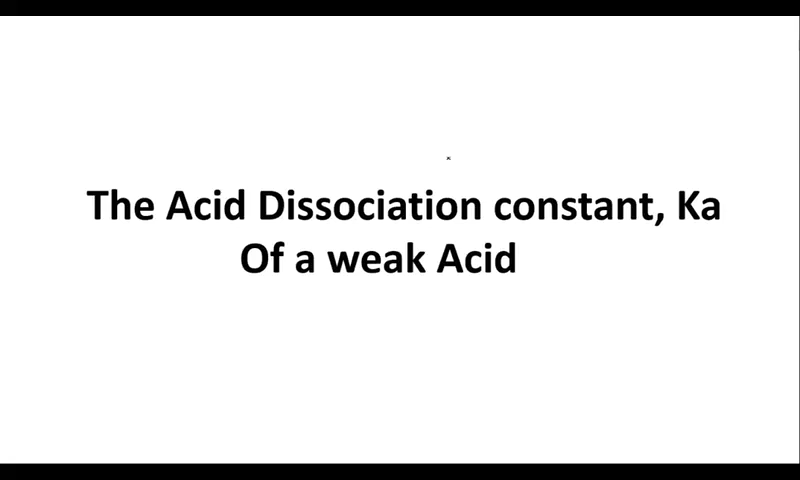 The Acid Dissociation constant, Ka
Of a weak Acid